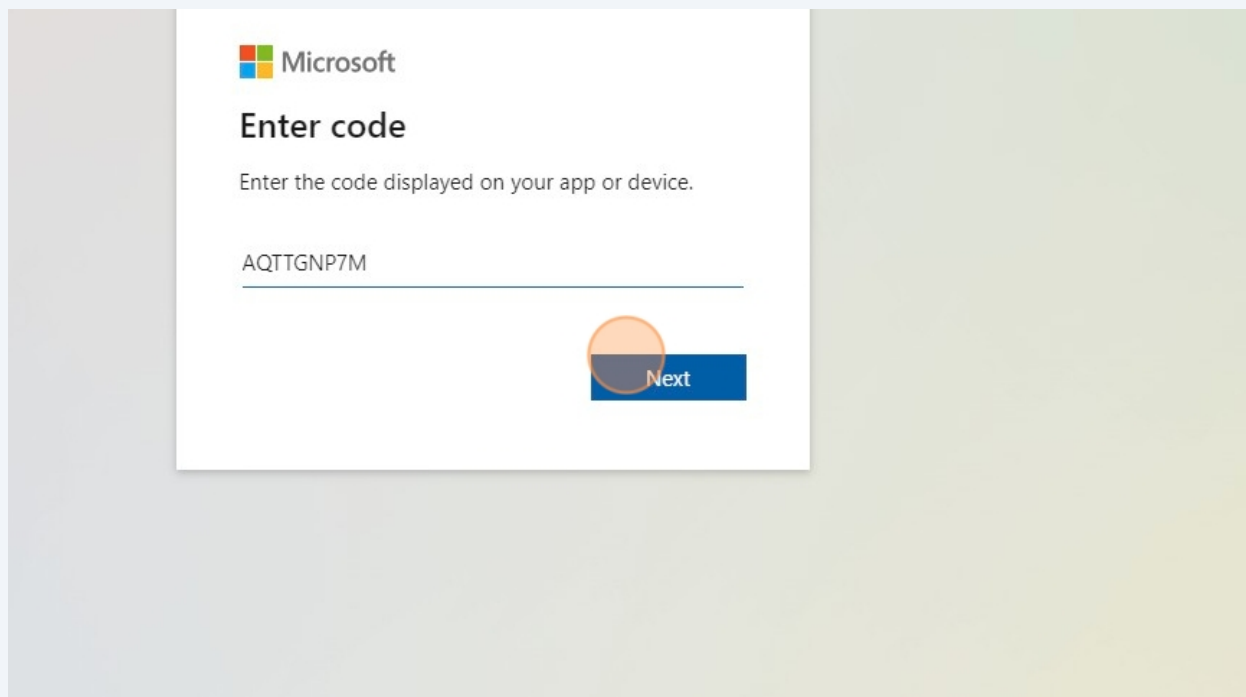 Microsoft
Enter code
Enter the code displayed on your app or device.
AQTTGNP7M
Next